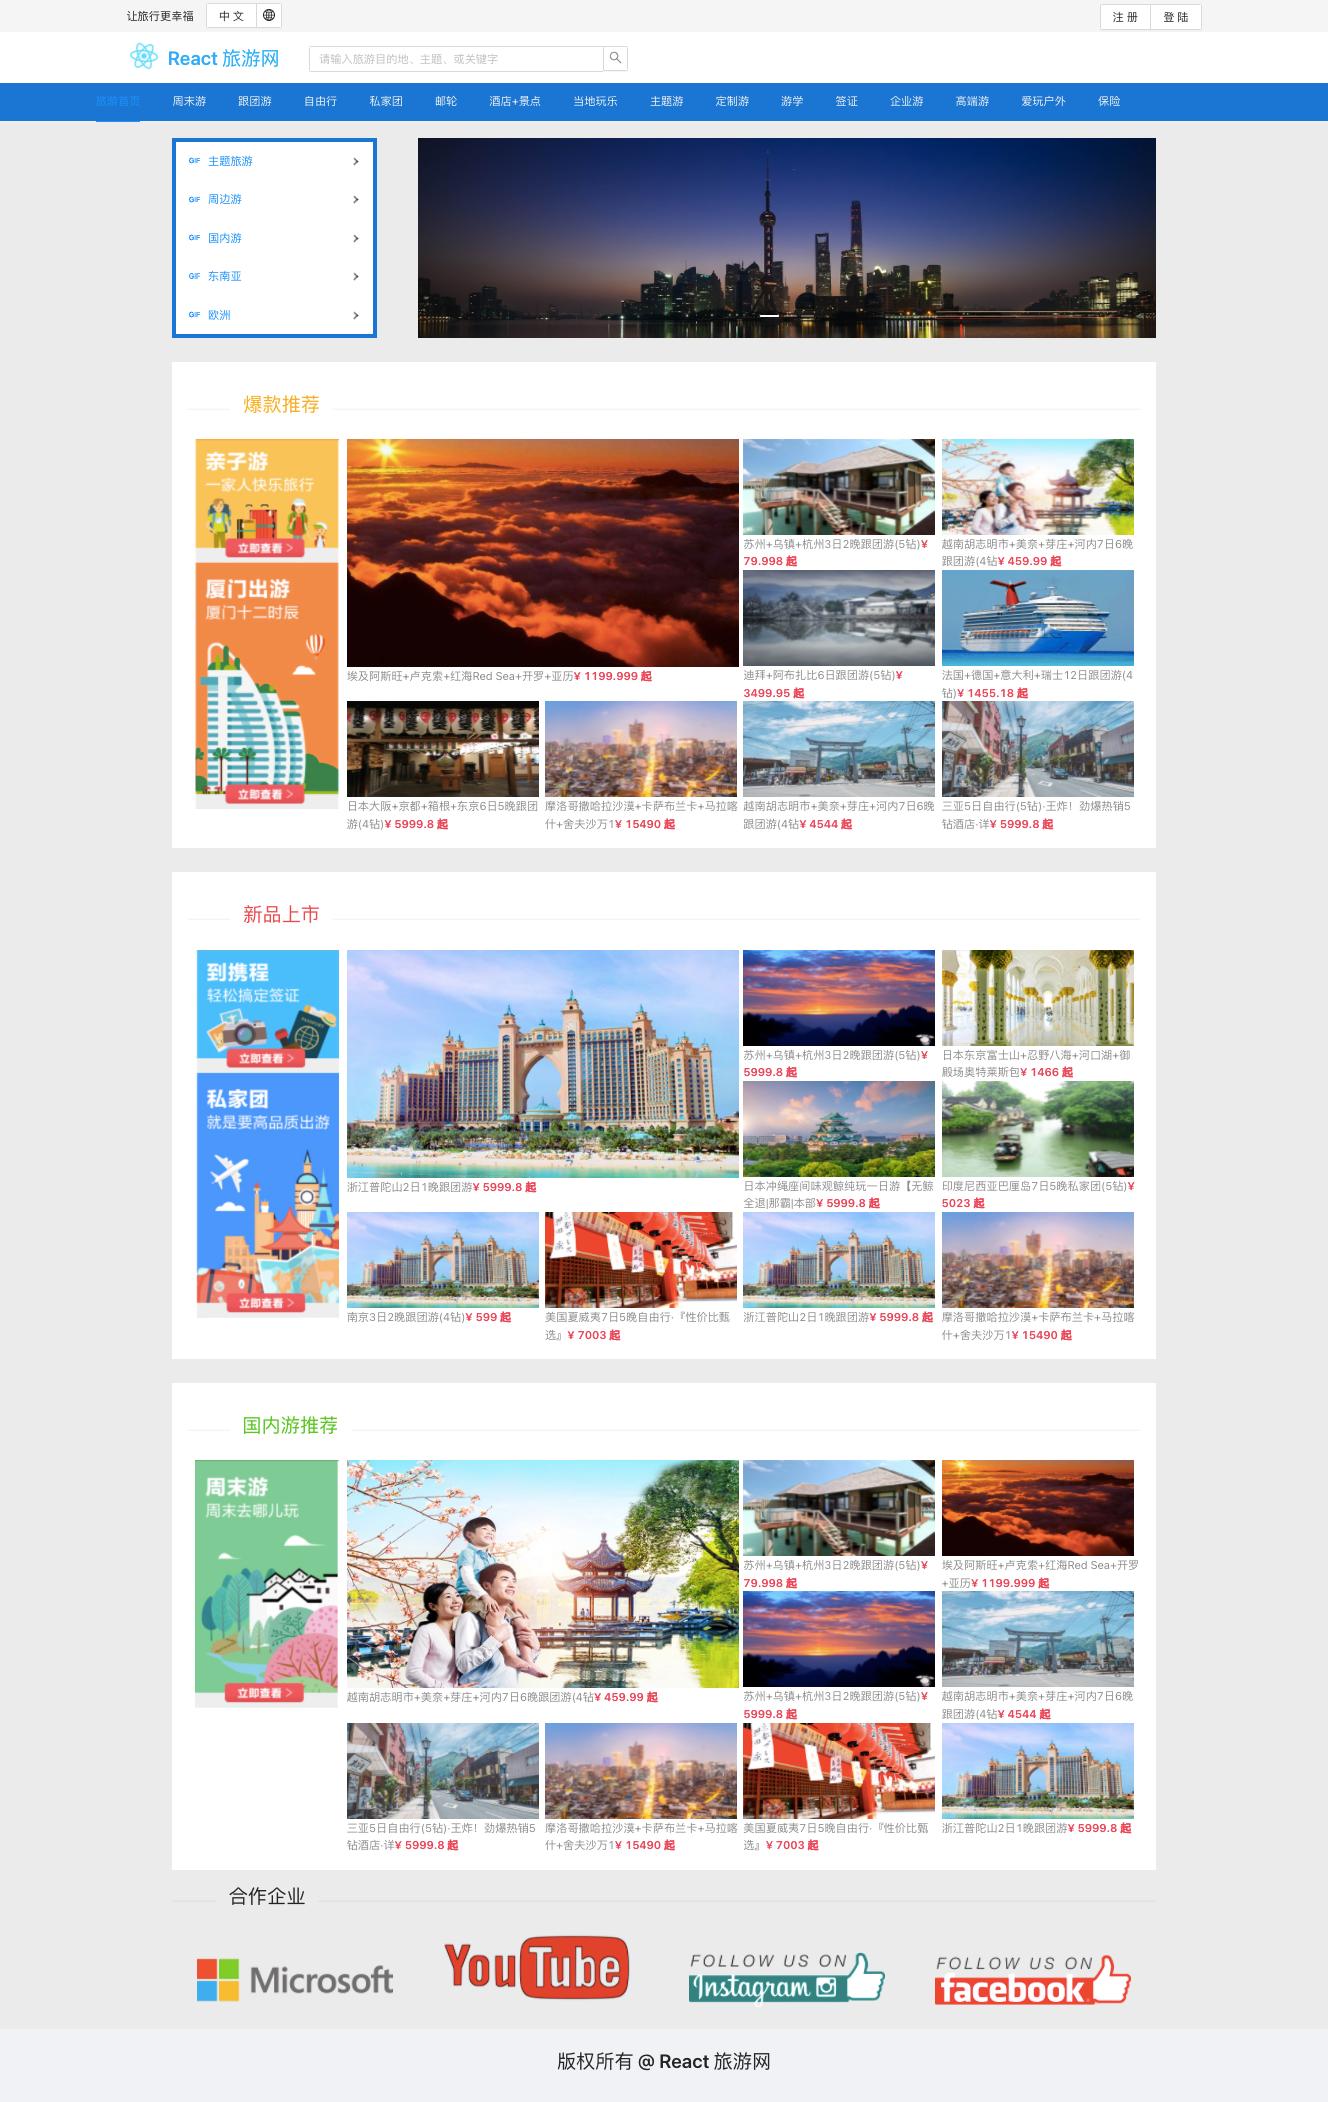 让旅行更幸福
中 文
注 册
登 陆
React 旅游网
请输入旅游目的地、主题、或关键字
旅游首页 周末游 跟团游 自由行 私家团 邮轮 酒店+景点 当地玩乐 主题游 定制游 游学 签证 企业游 高端游 爱玩户外 保险
GIF 主题旅游
GIF 周边游
GIF 国内游
GIF 东南亚
GIF 欧洲
爆款推荐
亲子游
一家人快乐旅行
立即查看 >
厦门出游
厦门十二时辰
立即查看 >
埃及阿斯旺+卢克索+红海Red Sea+开罗+亚历¥ 1199.999 起
苏州+乌镇+杭州3日2晚跟团游(5钻)¥
79.998 起
越南胡志明市+美奈+芽庄+河内7日6晚
跟团游(4钻¥ 459.99 起
迪拜+阿布扎比6日跟团游(5钻)¥
3499.95 起
法国+德国+意大利+瑞士12日跟团游(4
钻)¥ 1455.18 起
日本大阪+京都+箱根+东京6日5晚跟团
游(4钻)¥ 5999.8 起
摩洛哥撒哈拉沙漠+卡萨布兰卡+马拉喀
什+舍夫沙万1¥ 15490 起
越南胡志明市+美奈+芽庄+河内7日6晚
跟团游(4钻¥ 4544 起
三亚5日自由行(5钻)·王炸！劲爆热销5
钻酒店·详¥ 5999.8 起
新品上市
到携程
轻松搞定签证
立即查看 >
私家团
就是要高品质出游
立即查看 >
浙江普陀山2日1晚跟团游¥ 5999.8 起
苏州+乌镇+杭州3日2晚跟团游(5钻)¥
5999.8 起
日本东京富士山+忍野八海+河口湖+御
殿场奥特莱斯包¥ 1466 起
日本冲绳座间味观鲸纯玩一日游【无鲸
全退|那霸|本部¥ 5999.8 起
印度尼西亚巴厘岛7日5晚私家团(5钻)¥
5023 起
南京3日2晚跟团游(4钻)¥ 599 起
美国夏威夷7日5晚自由行·『性价比甄
选』¥ 7003 起
浙江普陀山2日1晚跟团游¥ 5999.8 起
摩洛哥撒哈拉沙漠+卡萨布兰卡+马拉喀
什+舍夫沙万1¥ 15490 起
国内游推荐
周末游
周末去哪儿玩
立即查看 >
越南胡志明市+美奈+芽庄+河内7日6晚跟团游(4钻¥ 459.99 起
苏州+乌镇+杭州3日2晚跟团游(5钻)¥
79.998 起
埃及阿斯旺+卢克索+红海Red Sea+开罗
+亚历¥ 1199.999 起
苏州+乌镇+杭州3日2晚跟团游(5钻)¥
5999.8 起
越南胡志明市+美奈+芽庄+河内7日6晚
跟团游(4钻¥ 4544 起
三亚5日自由行(5钻)·王炸！劲爆热销5
钻酒店·详¥ 5999.8 起
摩洛哥撒哈拉沙漠+卡萨布兰卡+马拉喀
什+舍夫沙万1¥ 15490 起
美国夏威夷7日5晚自由行·『性价比甄
选』¥ 7003 起
浙江普陀山2日1晚跟团游¥ 5999.8 起
合作企业
Microsoft
YouTube
FOLLOW US ON
Instagram
FOLLOW US ON
facebook
版权所有 @ React 旅游网